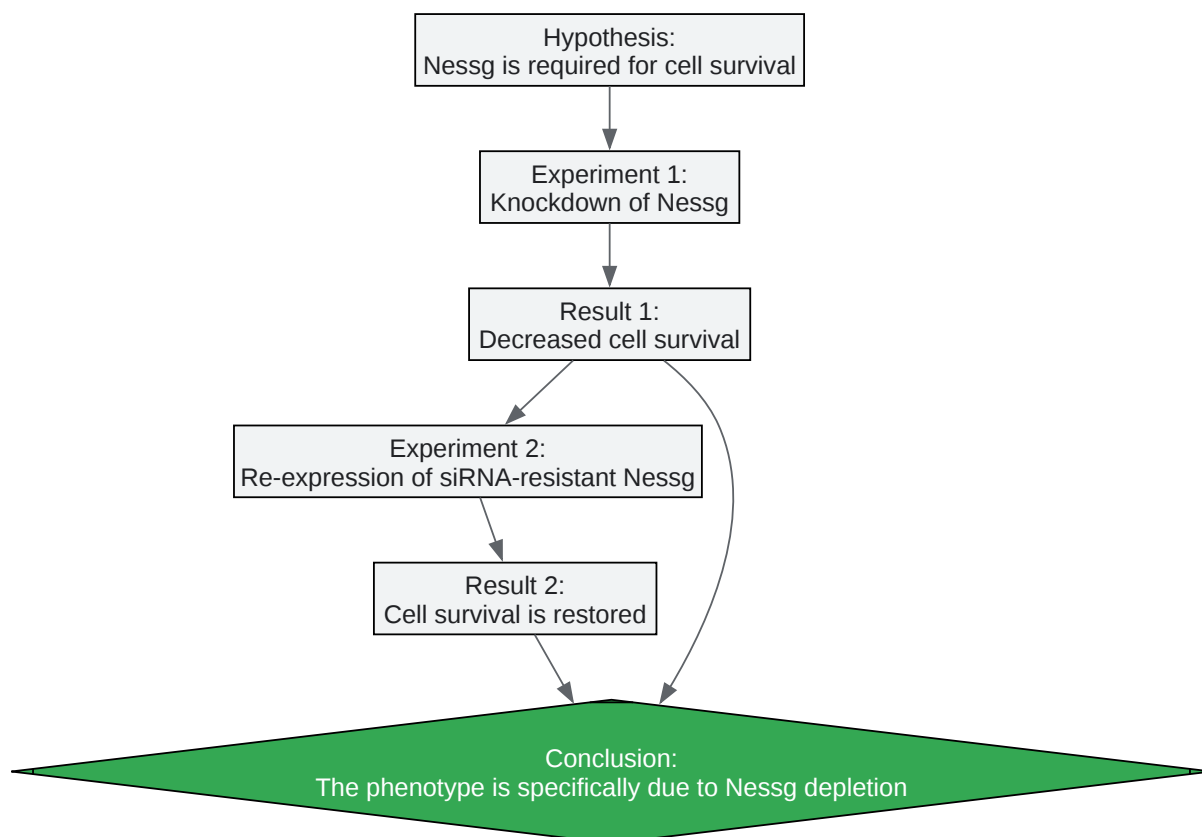 Hypothesis:
Nessg is required for cell survival
Experiment 1:
Knockdown of Nessg
Result 1:
Decreased cell survival
Experiment 2:
Re-expression of siRNA-resistant Nessg
Result 2:
Cell survival is restored
Conclusion:
The phenotype is specifically due to Nessg depletion